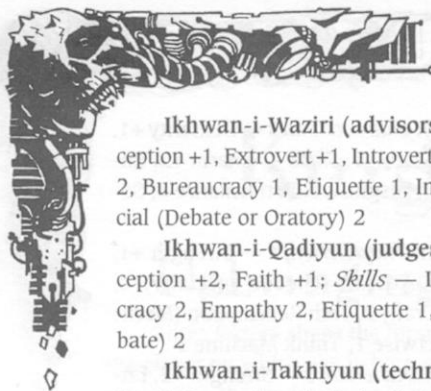 Ikhwan-i-Waziri (advisors
ception +1, Extrovert +1, Introvert
2, Bureaucracy 1, Etiquette 1, In
cial (Debate or Oratory) 2
Ikhwan-i-Qadiyun (judges
ception +2, Faith +1; Skills — I
cracy 2, Empathy 2, Etiquette 1,
bate) 2
Ikhwan-i-Takhiyun (techn